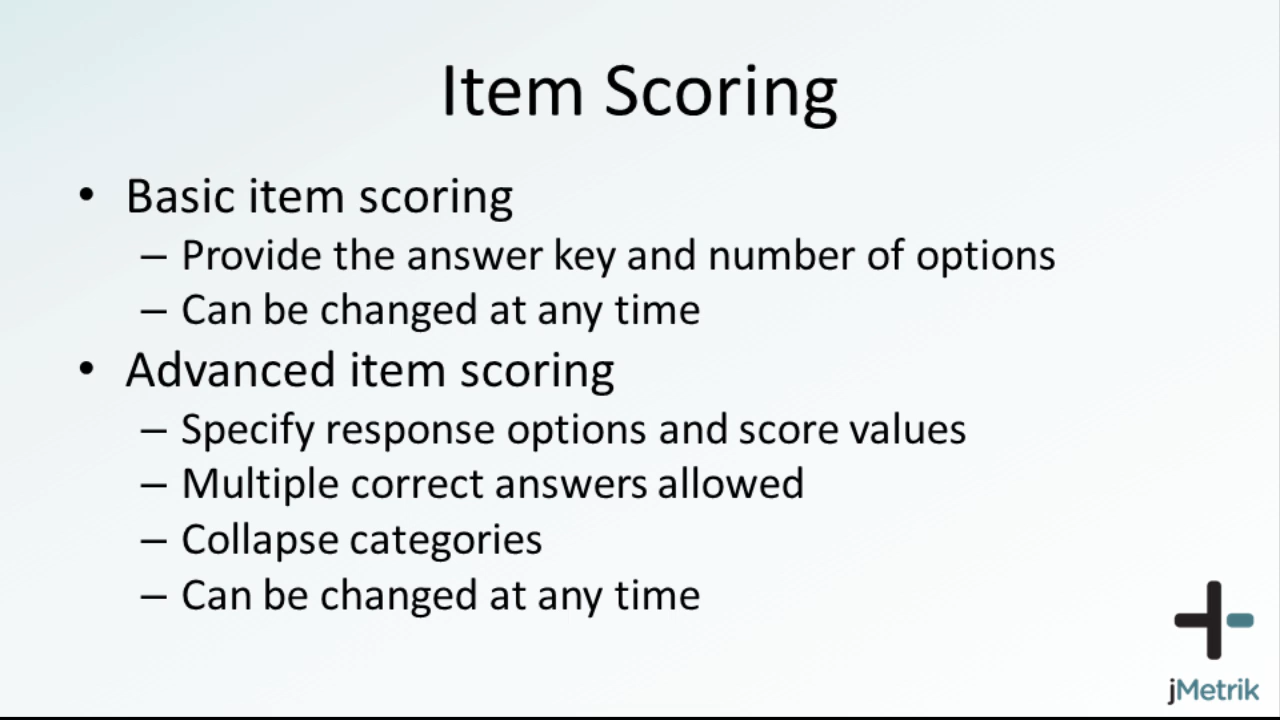 Item Scoring
• Basic item scoring
– Provide the answer key and number of options
– Can be changed at any time
• Advanced item scoring
– Specify response options and score values
– Multiple correct answers allowed
– Collapse categories
– Can be changed at any time
jMetrik